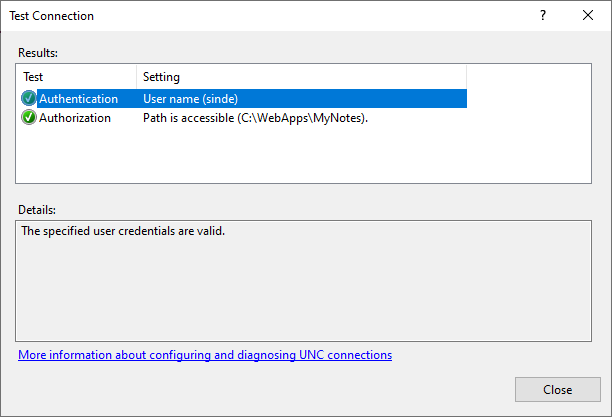 Test Connection
?
Results:
Test Setting
Authentication User name (sinde)
Authorization Path is accessible (C:\WebApps\MyNotes).
Details:
The specified user credentials are valid.
More information about configuring and diagnosing UNC connections
Close